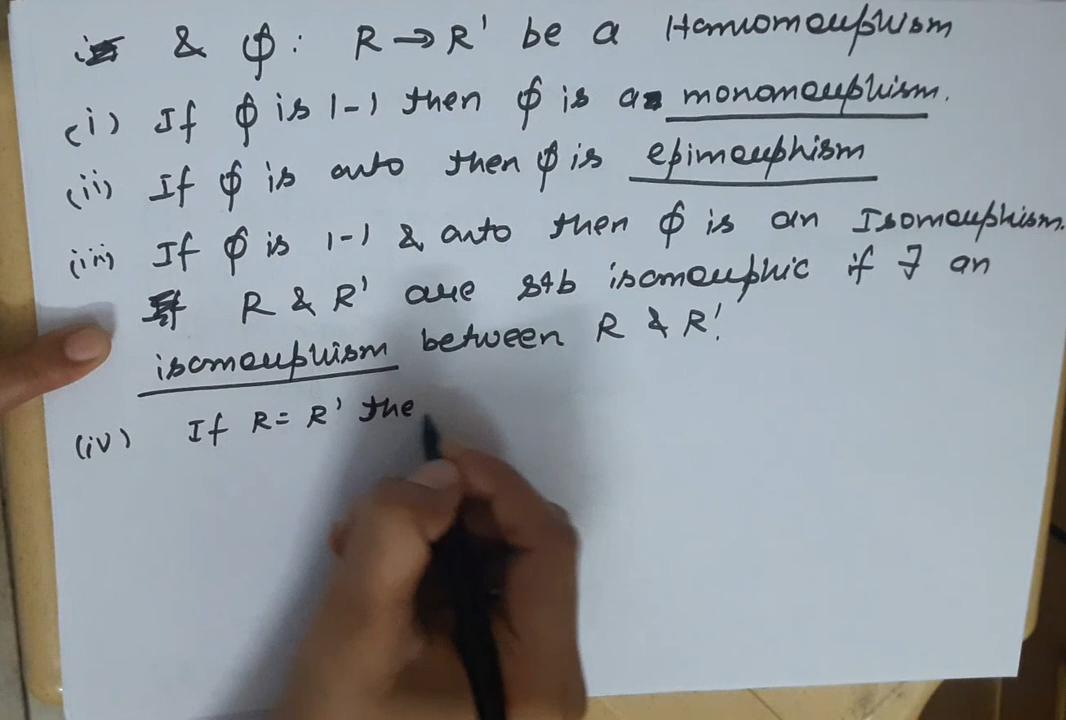 & φ: R → R' be a Homomorphism
(i) If φ is 1-1 then φ is a monomorphism.
(ii) If φ is onto then φ is epimorphism
(iii) If φ is 1-1 & onto then φ is an Isomorphism.
R & R' are s4b isomorphic if ∃ an
isomorphism between R & R'.
(iv) If R = R' the